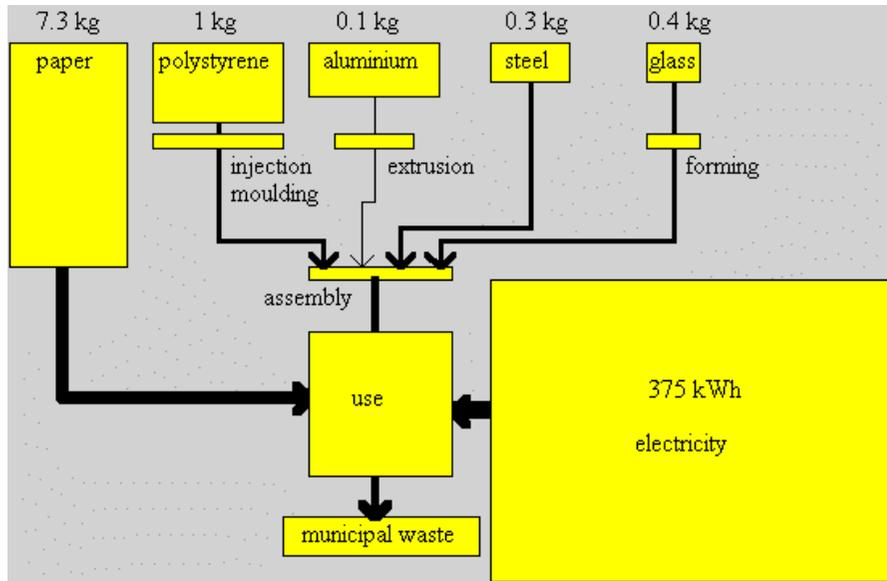 7.3 kg 1 kg 0.1 kg 0.3 kg 0.4 kg
paper polystyrene aluminium steel glass
injection extrusion forming
moulding
assembly
use
375 kWh
electricity
municipal waste